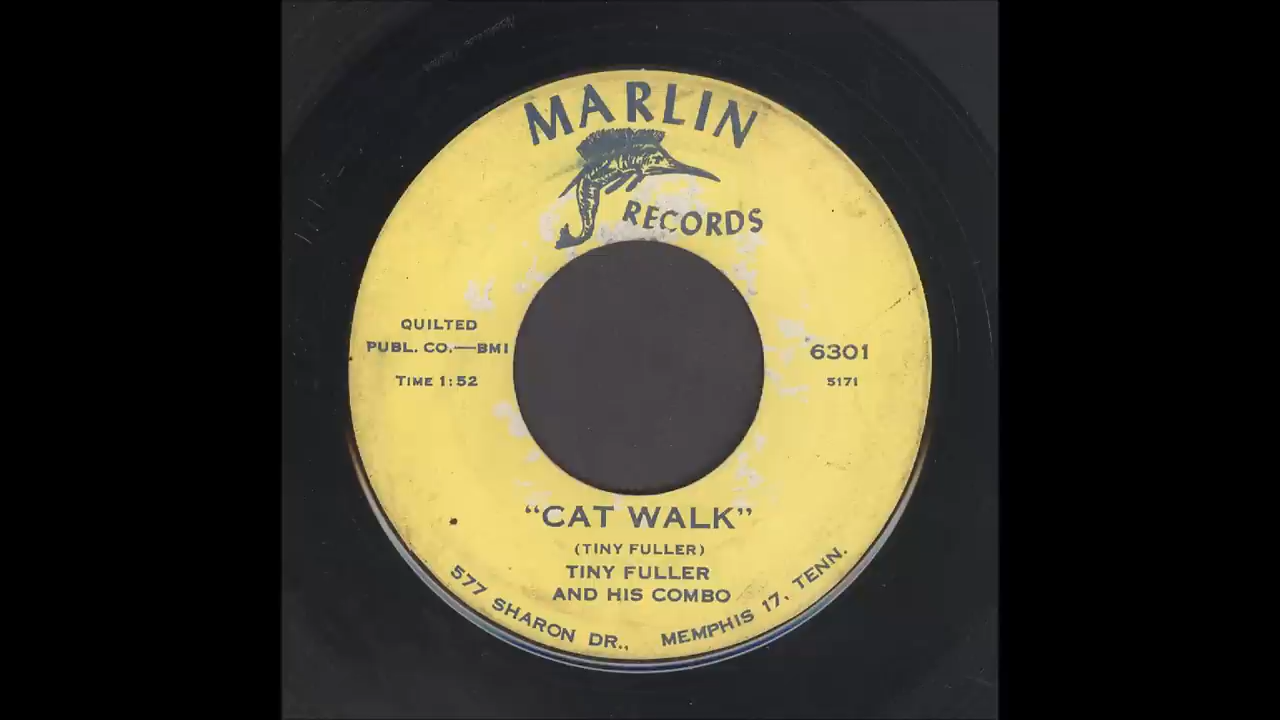 MARLIN
RECORDS
QUILTED
PUBL. CO.—BMI
TIME 1:52
6301
5171
"CAT WALK"
(TINY FULLER)
TINY FULLER
AND HIS COMBO
577 SHARON DR., MEMPHIS 17, TENN.